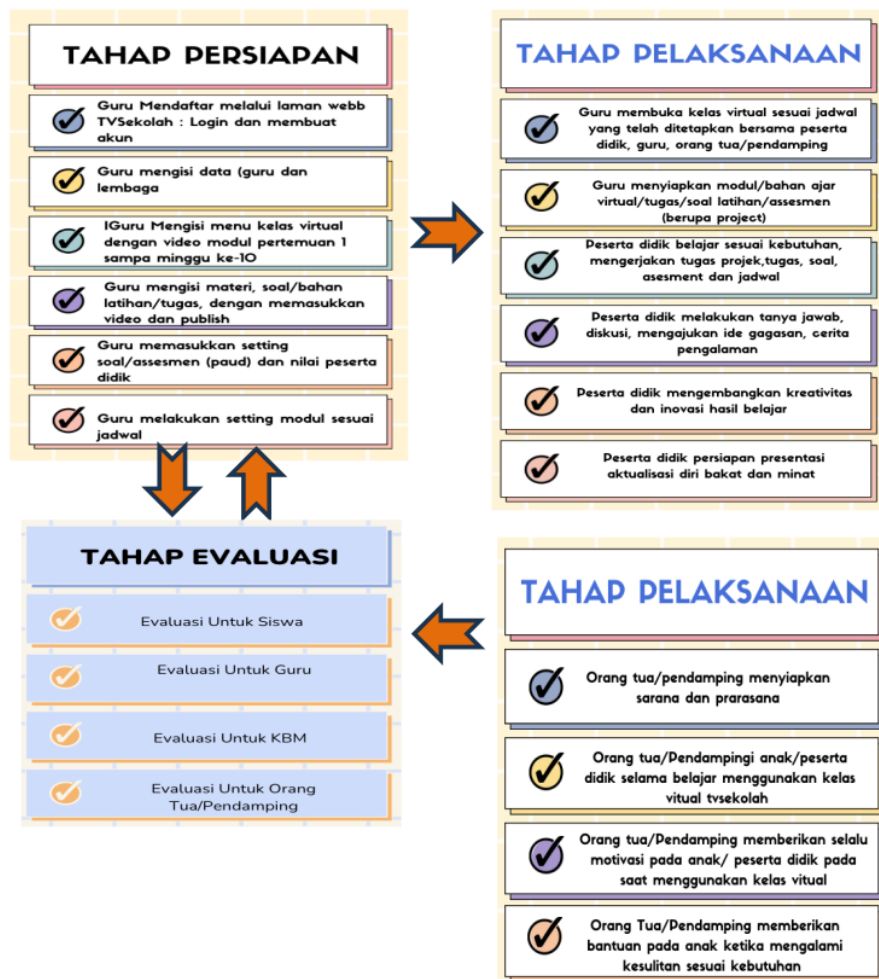 TAHAP PERSIAPAN
Guru Mendaftar melalui laman webb
TVSekolah : Login dan membuat
akun
Guru mengisi data (guru dan
lembaga
IGuru Mengisi menu kelas virtual
dengan video modul pertemuan 1
sampa minggu ke-10
Guru mengisi materi, soal/bahan
latihan/tugas, dengan memasukkan
video dan publish
Guru memasukkan setting
soal/assesmen (paud) dan nilai peserta
didik
Guru melakukan setting modul sesuai
jadwal
TAHAP PELAKSANAAN
Guru membuka kelas virtual sesuai jadwal
yang telah ditetapkan bersama peserta
didik, guru, orang tua/pendamping
Guru menyiapkan modul/bahan ajar
virtual/tugas/soal latihan/assesmen
(berupa project)
Peserta didik belajar sesuai kebutuhan,
mengerjakan tugas projek,tugas, soal,
asesment dan jadwal
Peserta didik melakukan tanya jawab,
diskusi, mengajukan ide gagasan, cerita
pengalaman
Peserta didik mengembangkan kreativitas
dan inovasi hasil belajar
Peserta didik persiapan presentasi
aktualisasi diri bakat dan minat
TAHAP EVALUASI
Evaluasi Untuk Siswa
Evaluasi Untuk Guru
Evaluasi Untuk KBM
Evaluasi Untuk Orang
Tua/Pendamping
TAHAP PELAKSANAAN
Orang tua/pendamping menyiapkan
sarana dan prarasana
Orang tua/Pendampingi anak/peserta
didik selama belajar menggunakan kelas
vitual tvsekolah
Orang tua/Pendamping memberikan selalu
motivasi pada anak/ peserta didik pada
saat menggunakan kelas vitual
Orang Tua/Pendamping memberikan
bantuan pada anak ketika mengalami
kesulitan sesuai kebutuhan